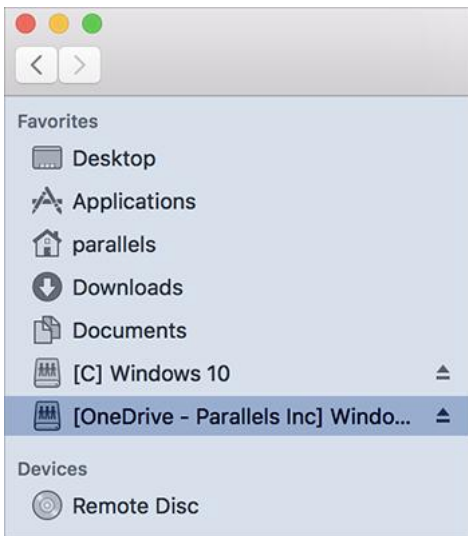 Favorites
Desktop
Applications
parallels
Downloads
Documents
[C] Windows 10
[OneDrive - Parallels Inc] Windo...
Devices
Remote Disc